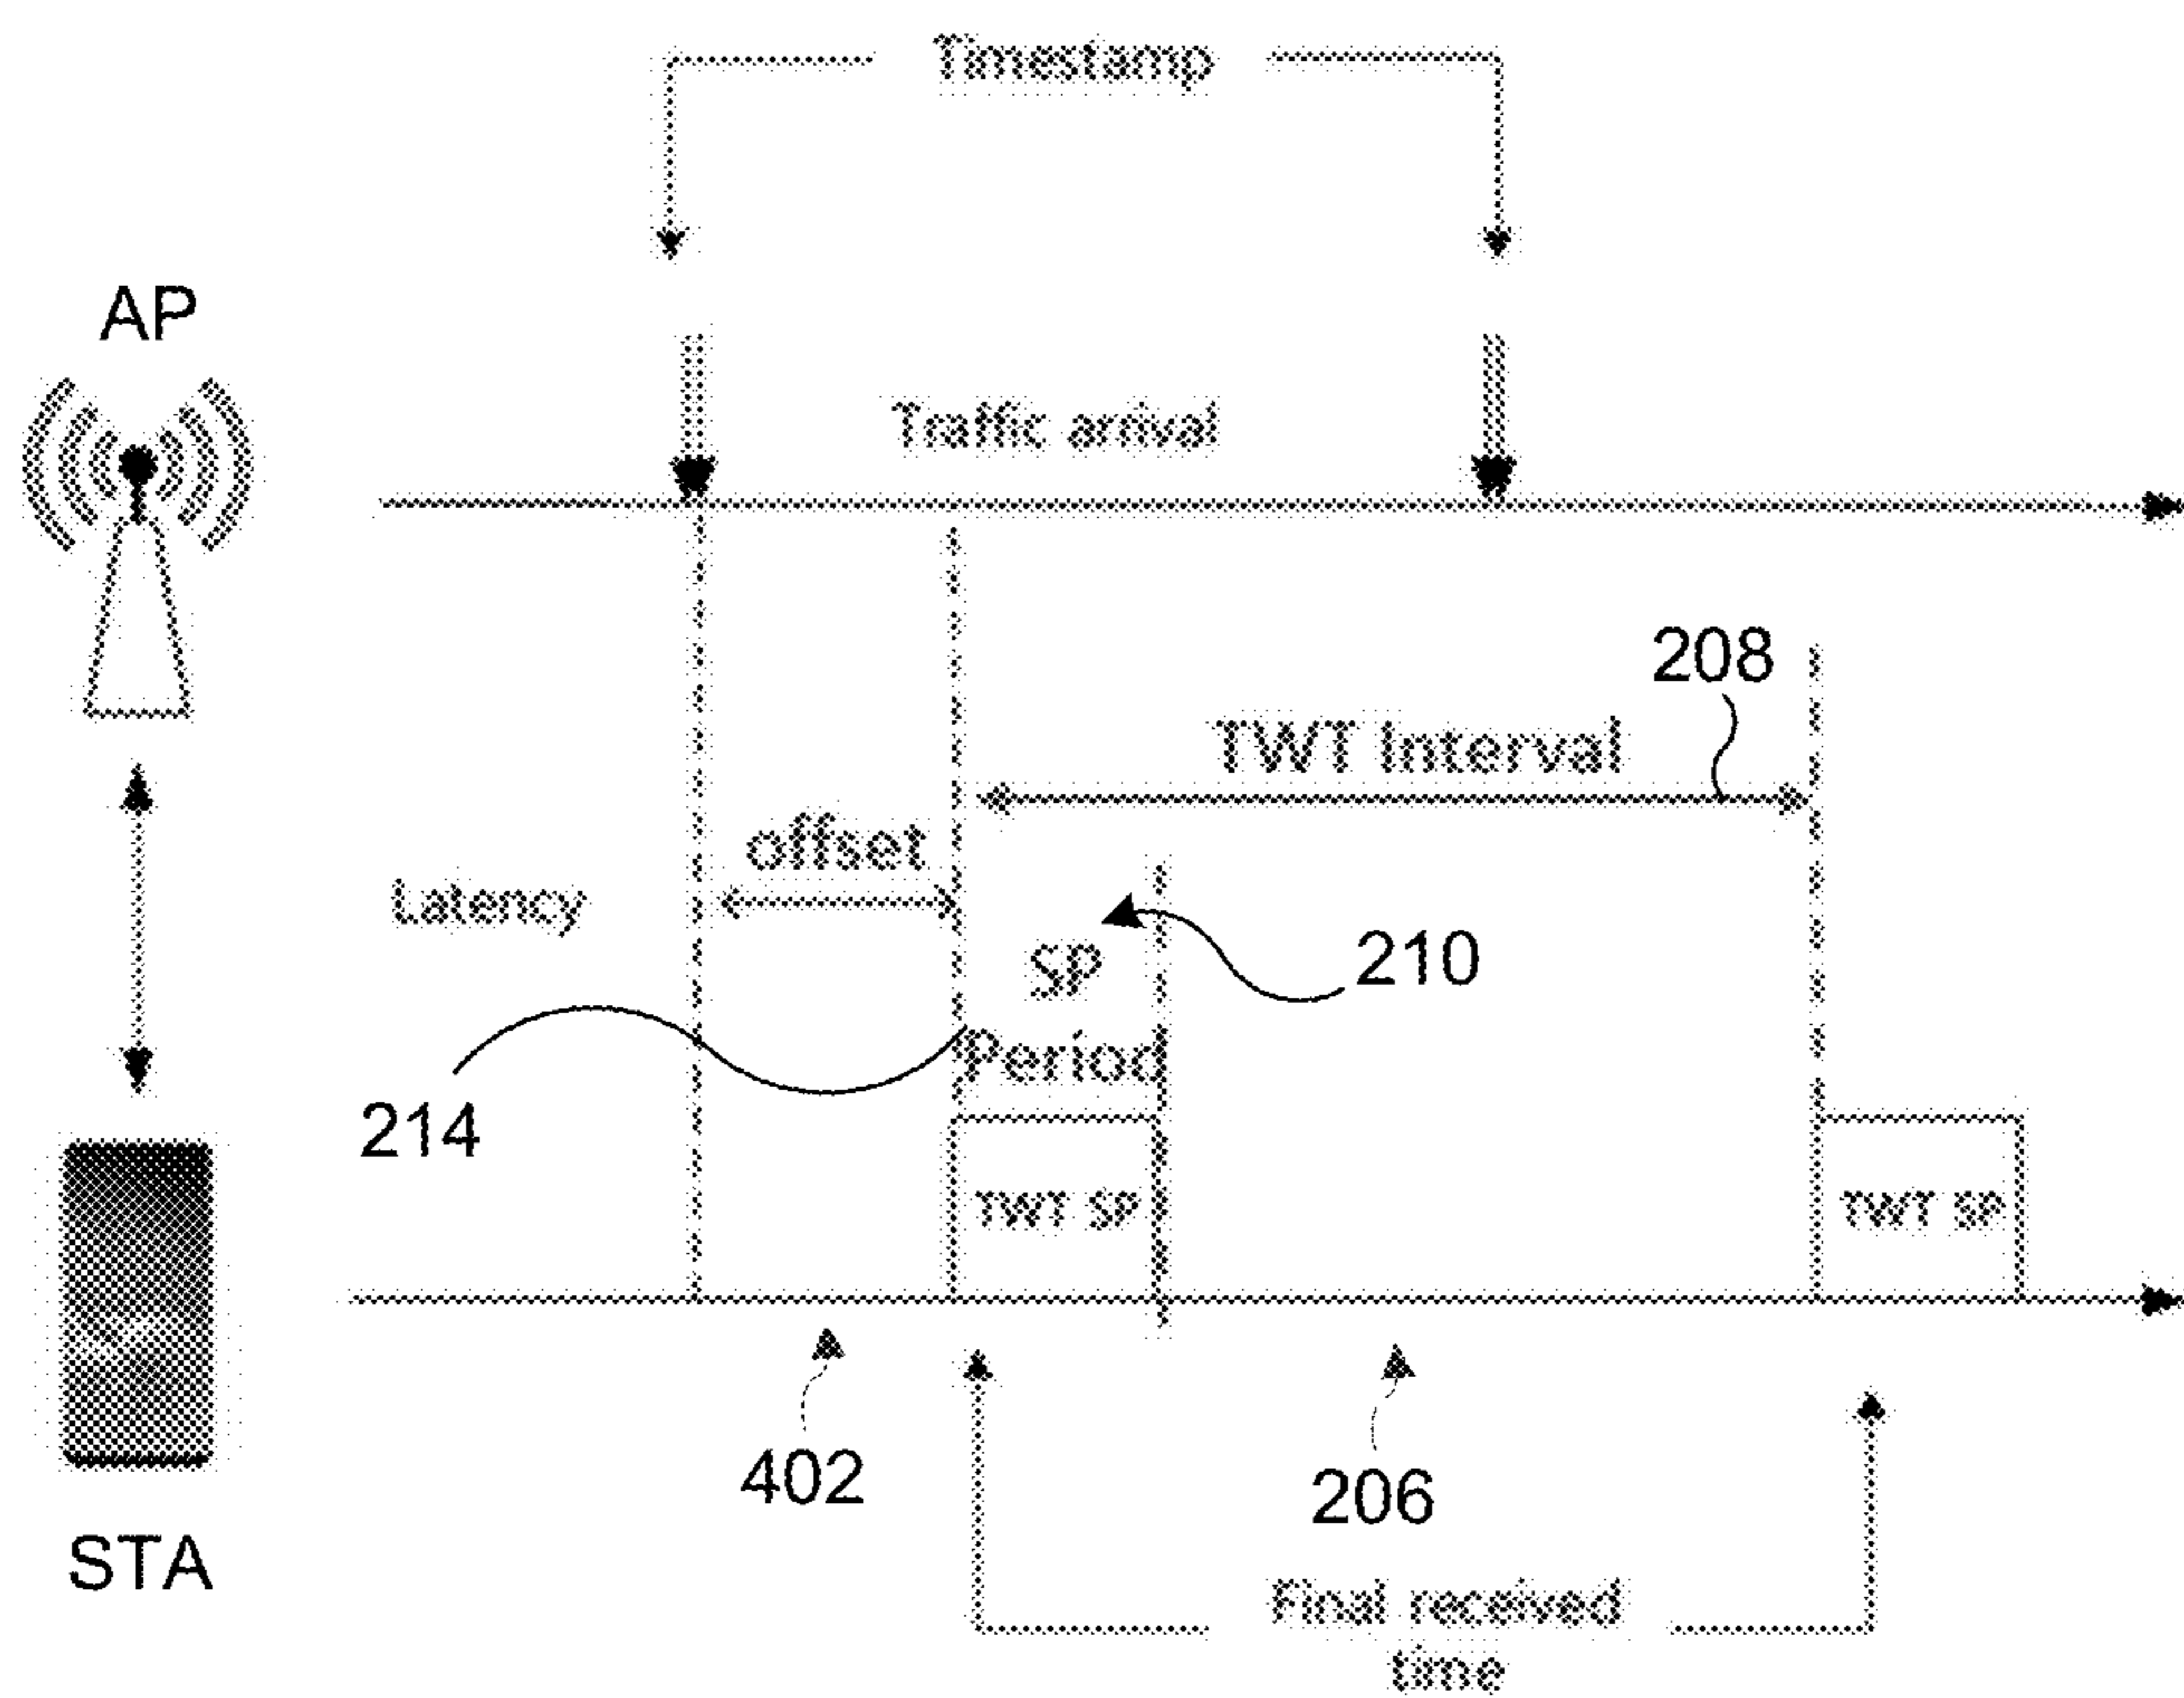 Timestamp
AP
Traffic arrival
208
TWT Interval
offset
Latency
SP
210
Period
214
TWT SP
TWT SP
402
206
STA
Final received
time